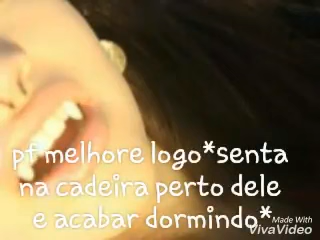 pf melhore logo*senta
na cadeira perto dele
e acabar dormindo*
Made With
VivaVideo